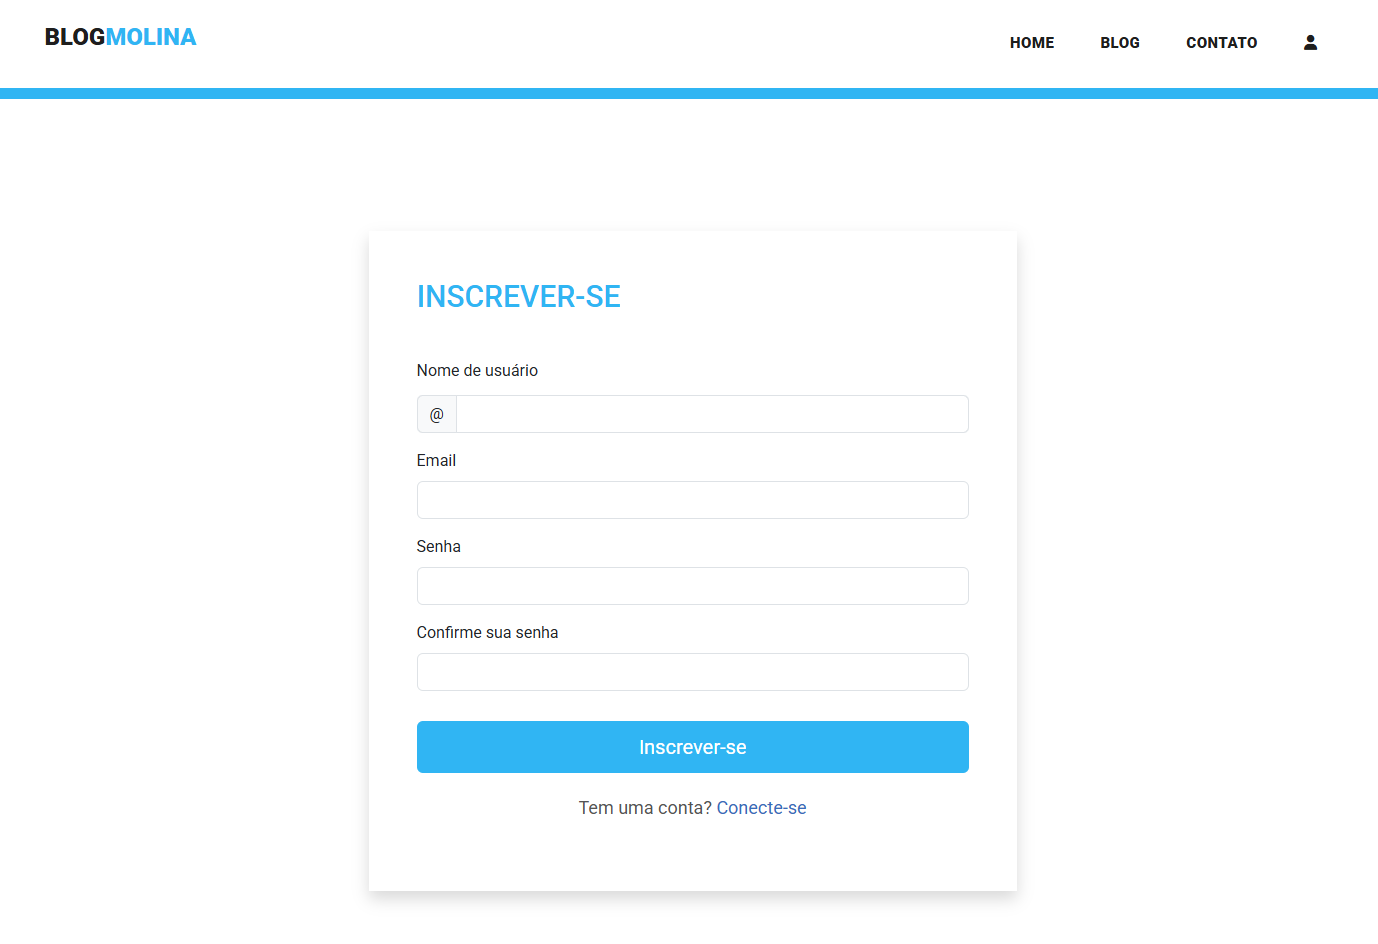 BLOGMOLINA
HOME BLOG CONTATO
INSCREVER-SE
Nome de usuário
@
Email
Senha
Confirme sua senha
Inscrever-se
Tem uma conta? Conecte-se